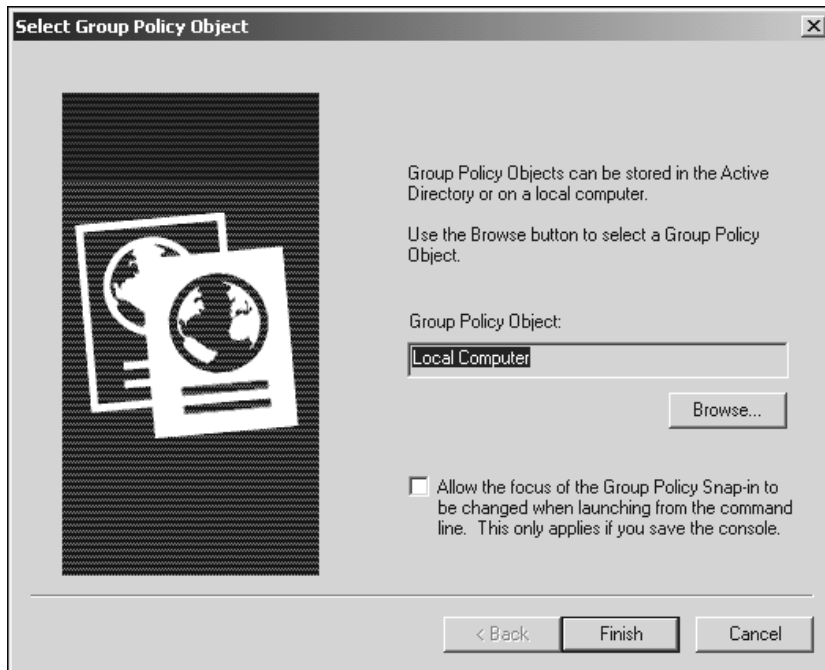 Select Group Policy Object
Group Policy Objects can be stored in the Active
Directory or on a local computer.
Use the Browse button to select a Group Policy
Object.
Group Policy Object:
Local Computer
Browse...
Allow the focus of the Group Policy Snap-in to
be changed when launching from the command
line. This only applies if you save the console.
< Back
Finish
Cancel